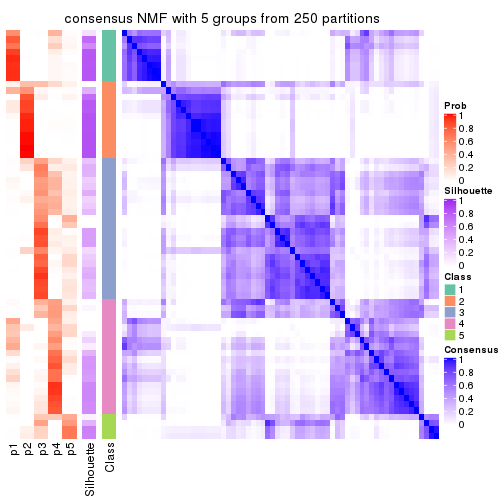 consensus NMF with 5 groups from 250 partitions
Prob
1
0.8
0.6
0.4
0.2
0
Silhouette
1
0.8
0.6
0.4
0.2
0
Class
1
2
3
4
5
Consensus
1
0.8
0.6
0.4
0.2
0
p1
p2
p3
p4
p5
Silhouette
Class